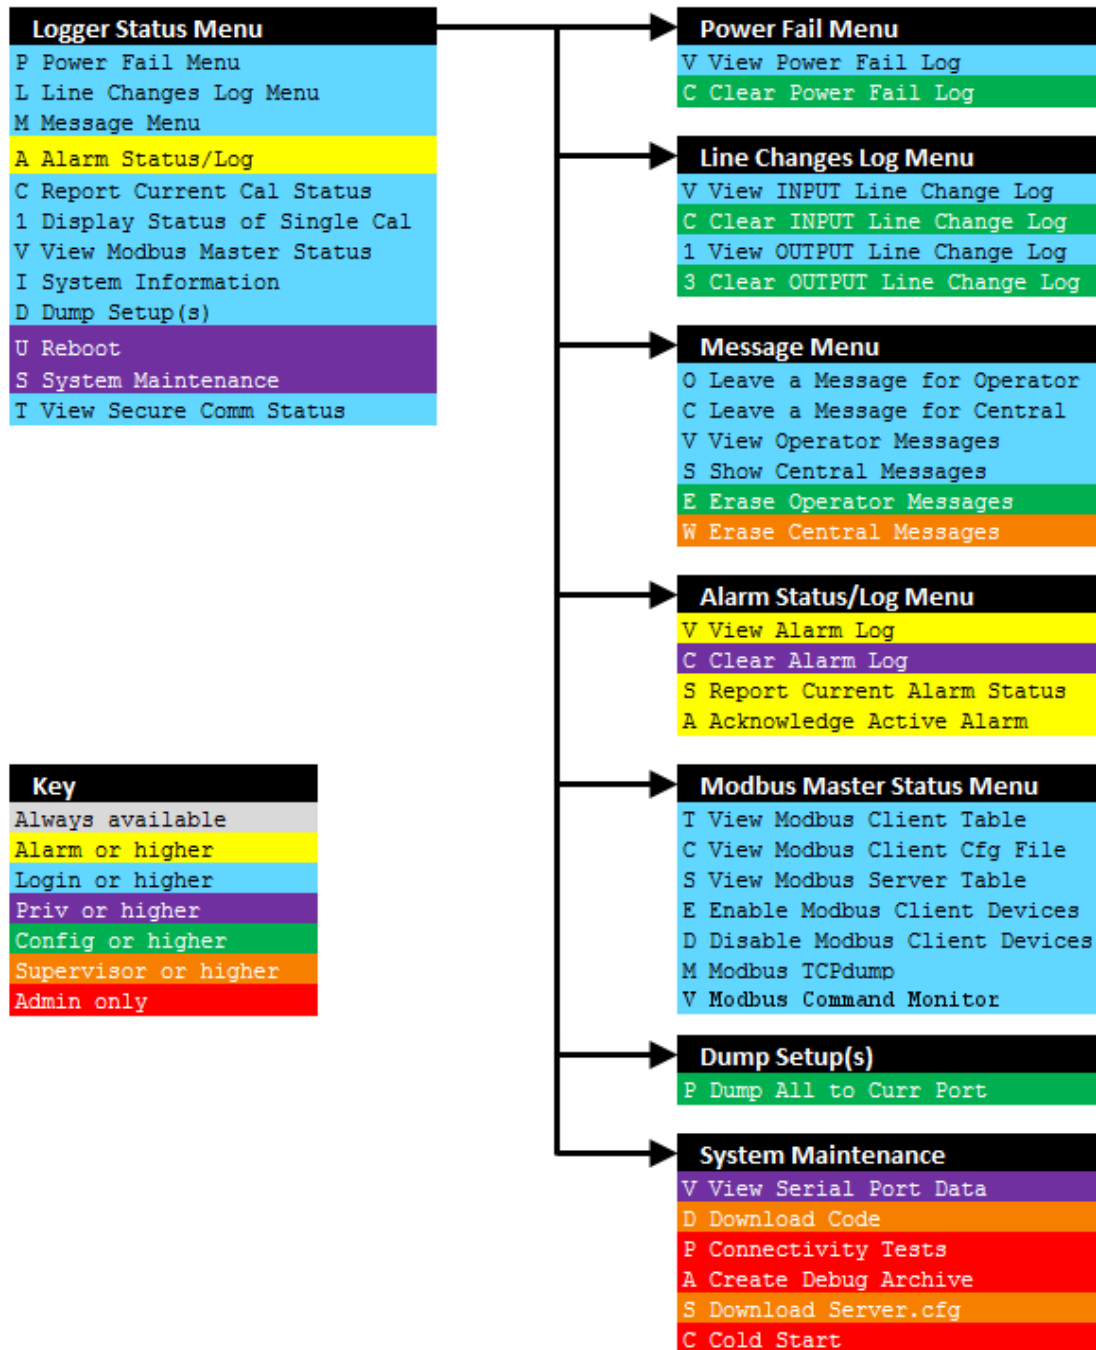 Logger Status Menu
P Power Fail Menu
L Line Changes Log Menu
M Message Menu
A Alarm Status/Log
C Report Current Cal Status
1 Display Status of Single Cal
V View Modbus Master Status
I System Information
D Dump Setup(s)
U Reboot
S System Maintenance
T View Secure Comm Status
Key
Always available
Alarm or higher
Login or higher
Priv or higher
Config or higher
Supervisor or higher
Admin only
Power Fail Menu
V View Power Fail Log
C Clear Power Fail Log
Line Changes Log Menu
V View INPUT Line Change Log
C Clear INPUT Line Change Log
1 View OUTPUT Line Change Log
3 Clear OUTPUT Line Change Log
Message Menu
O Leave a Message for Operator
C Leave a Message for Central
V View Operator Messages
S Show Central Messages
E Erase Operator Messages
W Erase Central Messages
Alarm Status/Log Menu
V View Alarm Log
C Clear Alarm Log
S Report Current Alarm Status
A Acknowledge Active Alarm
Modbus Master Status Menu
T View Modbus Client Table
C View Modbus Client Cfg File
S View Modbus Server Table
E Enable Modbus Client Devices
D Disable Modbus Client Devices
M Modbus TCPdump
V Modbus Command Monitor
Dump Setup(s)
P Dump All to Curr Port
System Maintenance
V View Serial Port Data
D Download Code
P Connectivity Tests
A Create Debug Archive
S Download Server.cfg
C Cold Start